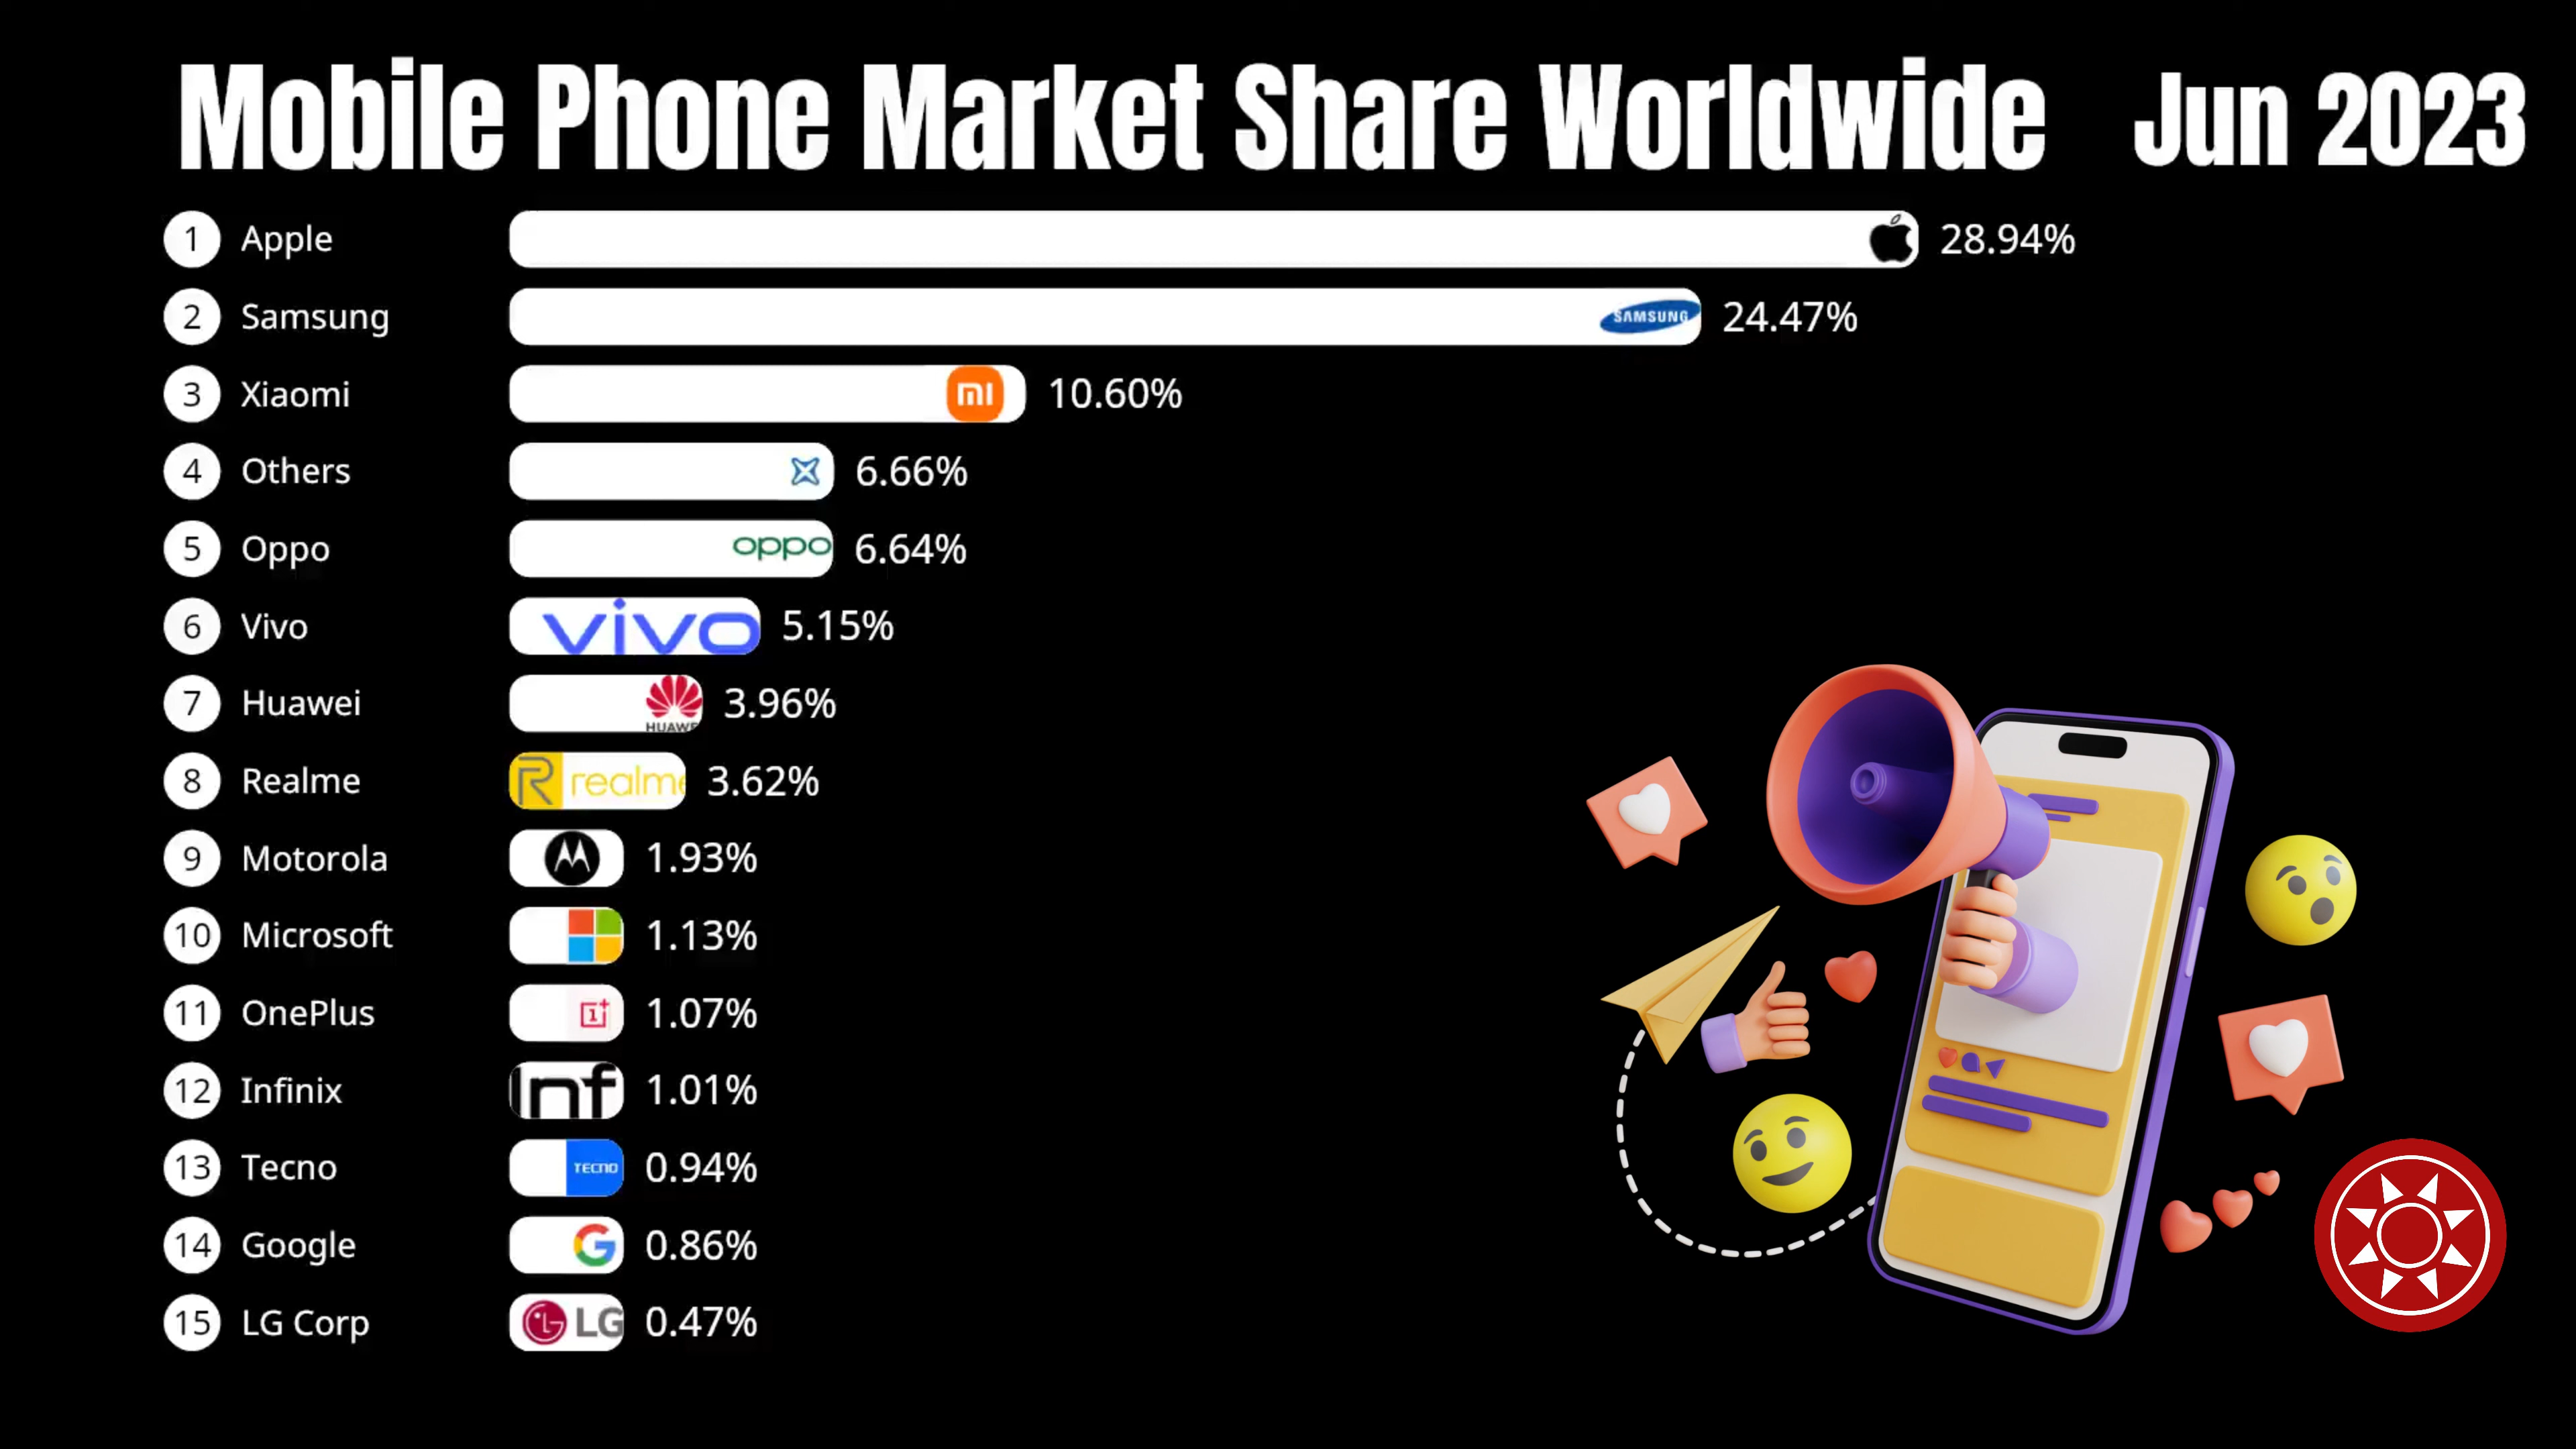 Mobile Phone Market Share Worldwide Jun 2023
1 Apple 28.94%
2 Samsung SAMSUNG 24.47%
3 Xiaomi mi 10.60%
4 Others 6.66%
5 Oppo oppo 6.64%
6 Vivo vivo 5.15%
7 Huawei HUAWE 3.96%
8 Realme R realme 3.62%
9 Motorola 1.93%
10 Microsoft 1.13%
11 OnePlus 1 1.07%
12 Infinix Inf 1.01%
13 Tecno TECNO 0.94%
14 Google G 0.86%
15 LG Corp LG 0.47%